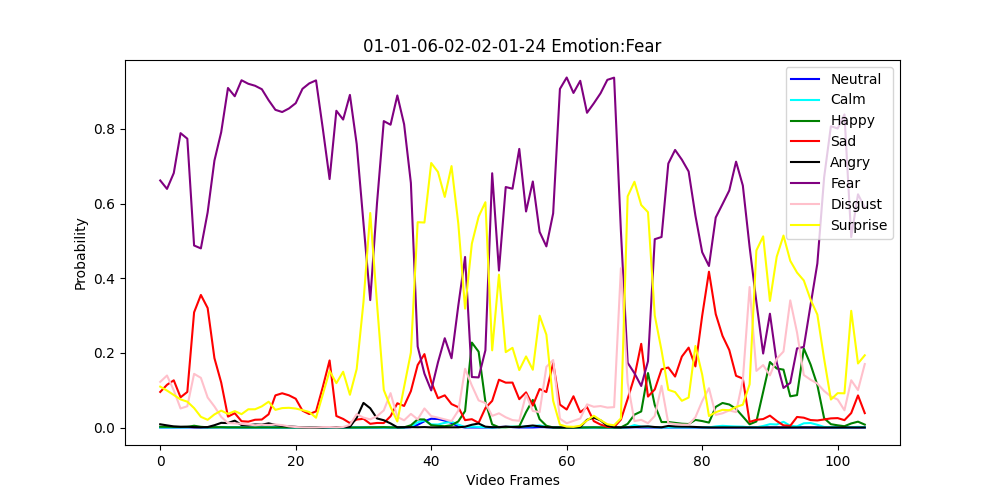 01-01-06-02-02-01-24 Emotion:Fear
Neutral
Calm
Happy
Sad
Angry
Fear
Disgust
Surprise
Probability
0.8
0.6
0.4
0.2
0.0
0 20 40 60 80 100
Video Frames